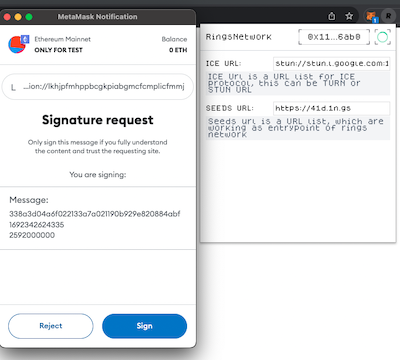 MetaMask Notification
Ethereum Mainnet
ONLY FOR TEST
Balance
0 ETH
L ...ion://lkhjpfmhppbcgkpiabgmcfcmplicfmmj
Signature request
Only sign this message if you fully understand
the content and trust the requesting site.
You are signing:
Message:
338a3d04a6f022133a7a021190b929e820884abf
1692342624335
2592000000
Reject
Sign
RingsNetwork
0x11...6ab0
ICE URL:
stun://stun.l.google.com:1
ICE Url is a URL list for ICE
protocol, this can be TURN or
STUN URL
SEEDS URL:
https://41d.1n.gs
Seeds url is a URL list, which are
working as entrypoint of rings
network